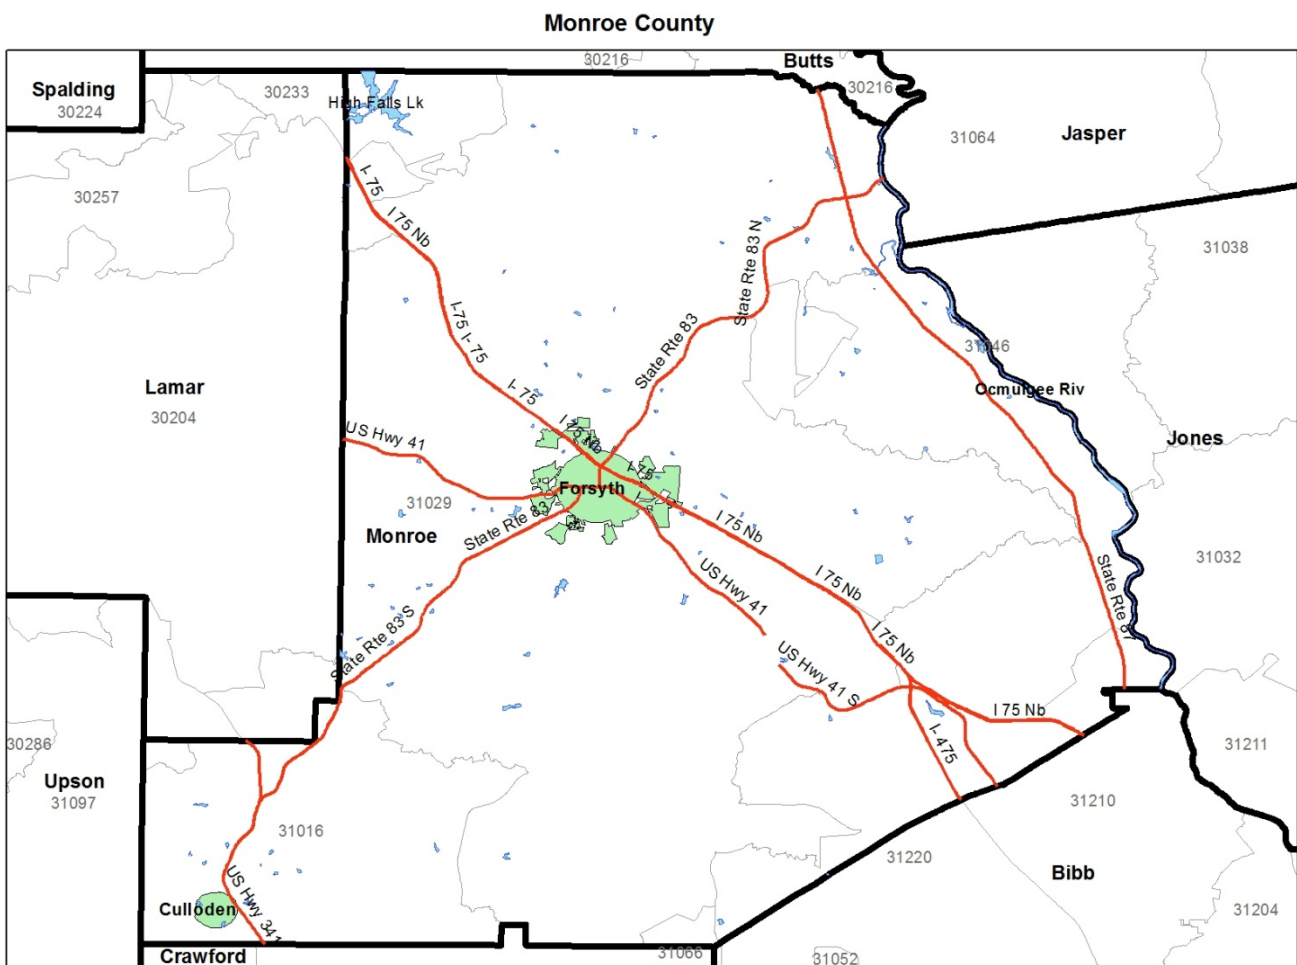 Monroe County
30216
Butts
Spalding
30224
30233
High Falls Lk
30216
31064
Jasper
30257
I- 75
I 75 Nb
State Rte 83 N
31038
I-75 I- 75
State Rte 83
31046
Ocmulgee Riv
Lamar
30204
I- 75
US Hwy 41
I 75 Nb
Jones
I-75
Forsyth
31029
State Rte 83
Monroe
I 75 Nb
US Hwy 41
I 75 Nb
State Rte 87
31032
State Rte 83 S
I 75 Nb
US Hwy 41 S
I 75 Nb
I- 475
30286
Upson
31097
31211
31210
31016
31220
Bibb
US Hwy 341
Culloden
31204
Crawford
31066
31052